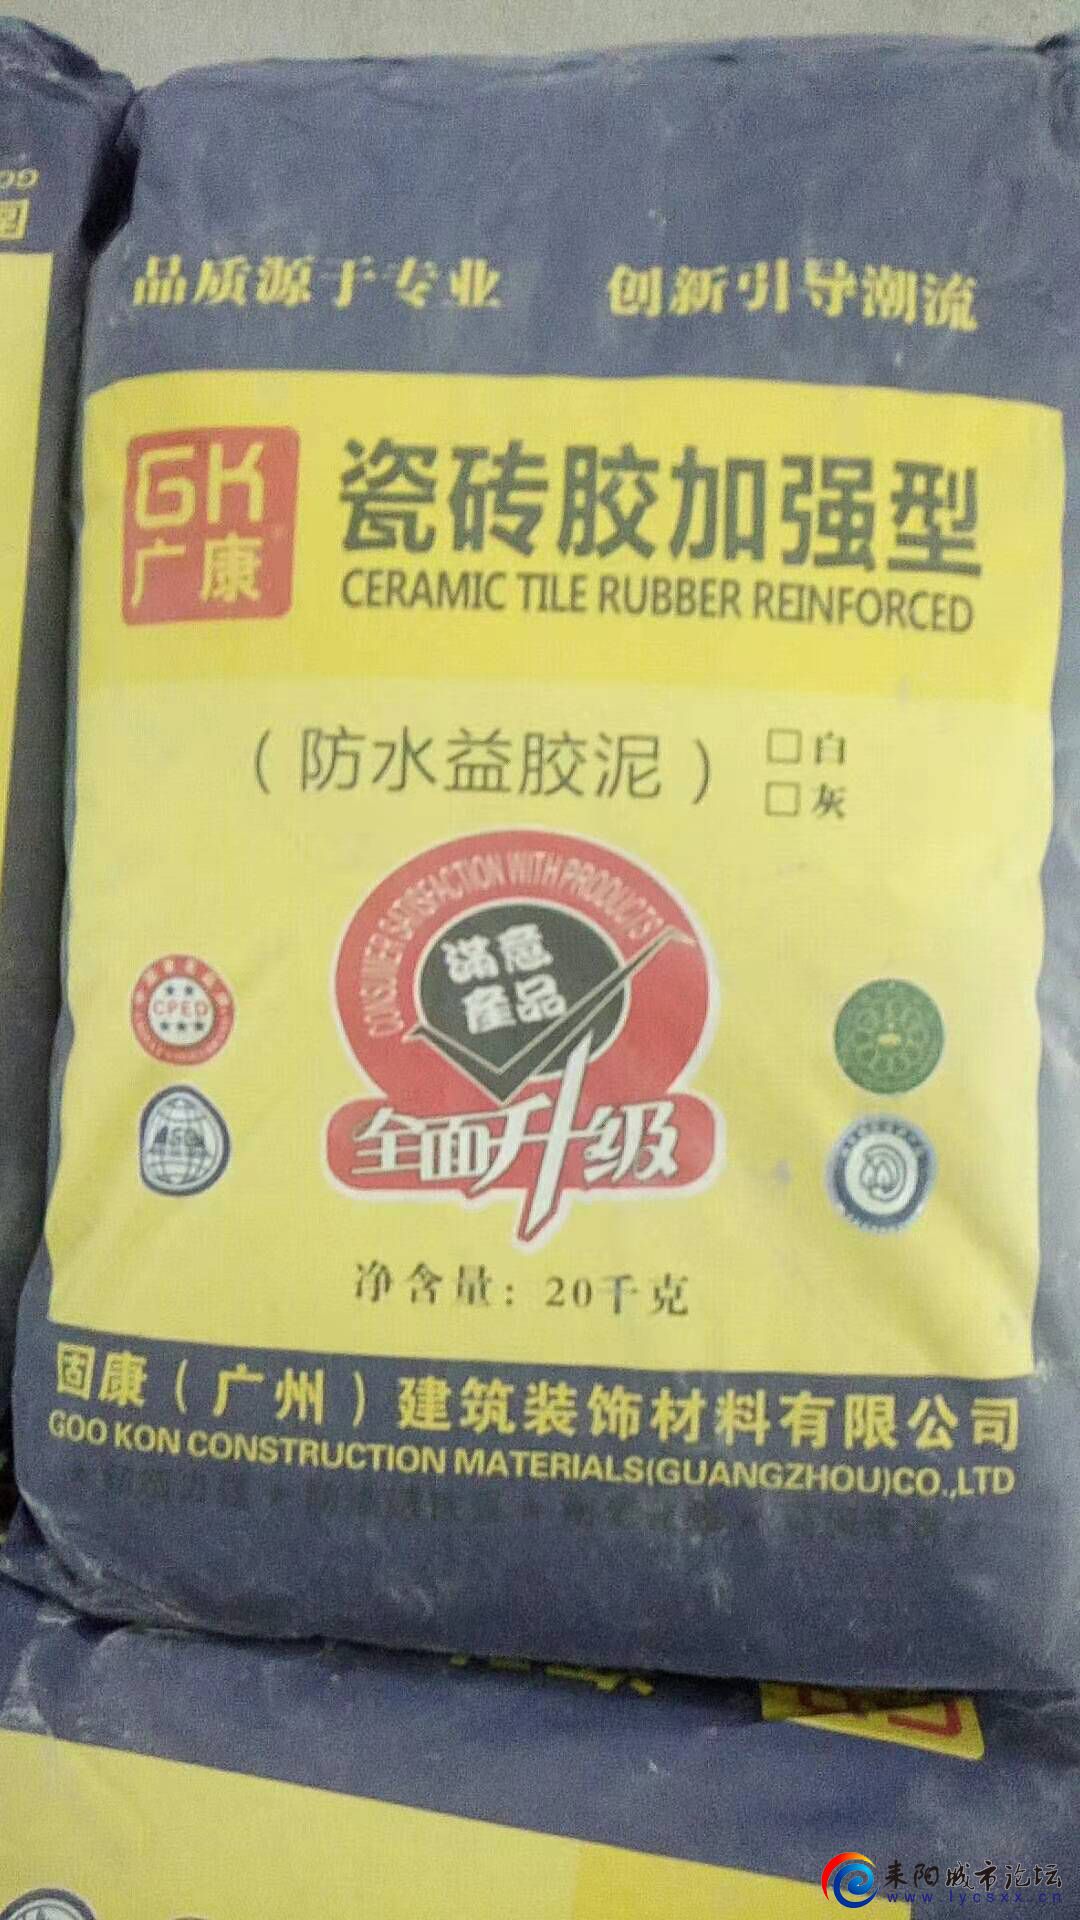 品质源于专业 创新引导潮流
GK
广康
瓷砖胶加强型
CERAMIC TILE RUBBER REINFORCED
（防水益胶泥）
□白
□灰
CONSUMER SATISFACTION WITH PRODUCTS
满意
產品
全面升级
CPED
净含量：20千克
固康（广州）建筑装饰材料有限公司
GOO KON CONSTRUCTION MATERIALS(GUANGZHOU)CO.,LTD
耒阳城市论坛
www.lycsxx.cn